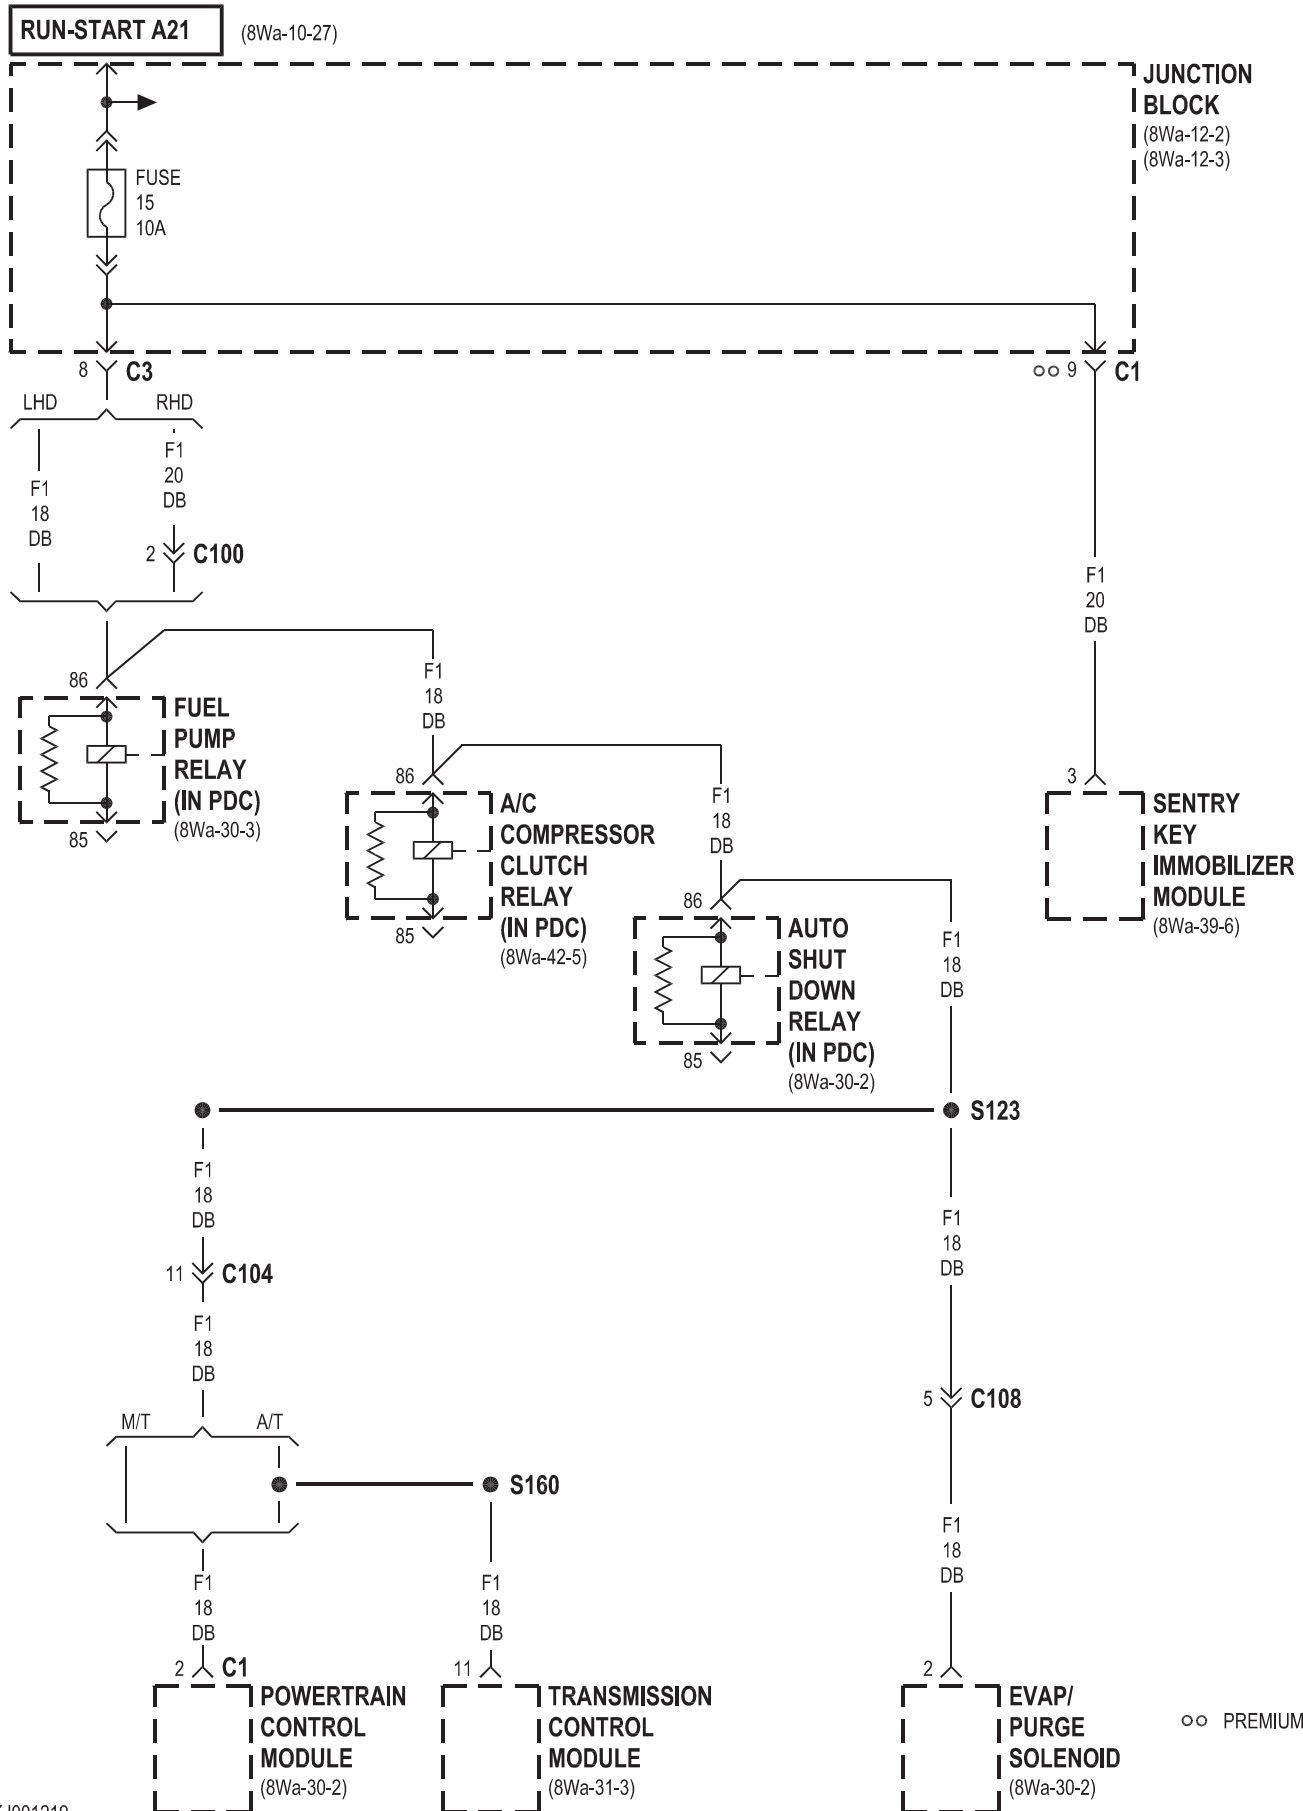 RUN-START A21 (8Wa-10-27)
JUNCTION
BLOCK
(8Wa-12-2)
(8Wa-12-3)
FUSE
15
10A
8 C3
9 C1
LHD RHD
F1
20
DB
F1
18
DB
2 C100
F1
20
DB
86
FUEL
PUMP
RELAY
(IN PDC)
(8Wa-30-3)
85
F1
18
DB
86
A/C
COMPRESSOR
CLUTCH
RELAY
(IN PDC)
(8Wa-42-5)
85
F1
18
DB
86
AUTO
SHUT
DOWN
RELAY
(IN PDC)
(8Wa-30-2)
85
3
SENTRY
KEY
IMMOBILIZER
MODULE
(8Wa-39-6)
F1
18
DB
S123
F1
18
DB
F1
18
DB
11 C104
F1
18
DB
5 C108
M/T A/T
S160
F1
18
DB
F1
18
DB
F1
18
DB
2 C1
POWERTRAIN
CONTROL
MODULE
(8Wa-30-2)
11
TRANSMISSION
CONTROL
MODULE
(8Wa-31-3)
2
EVAP/
PURGE
SOLENOID
(8Wa-30-2)
PREMIUM